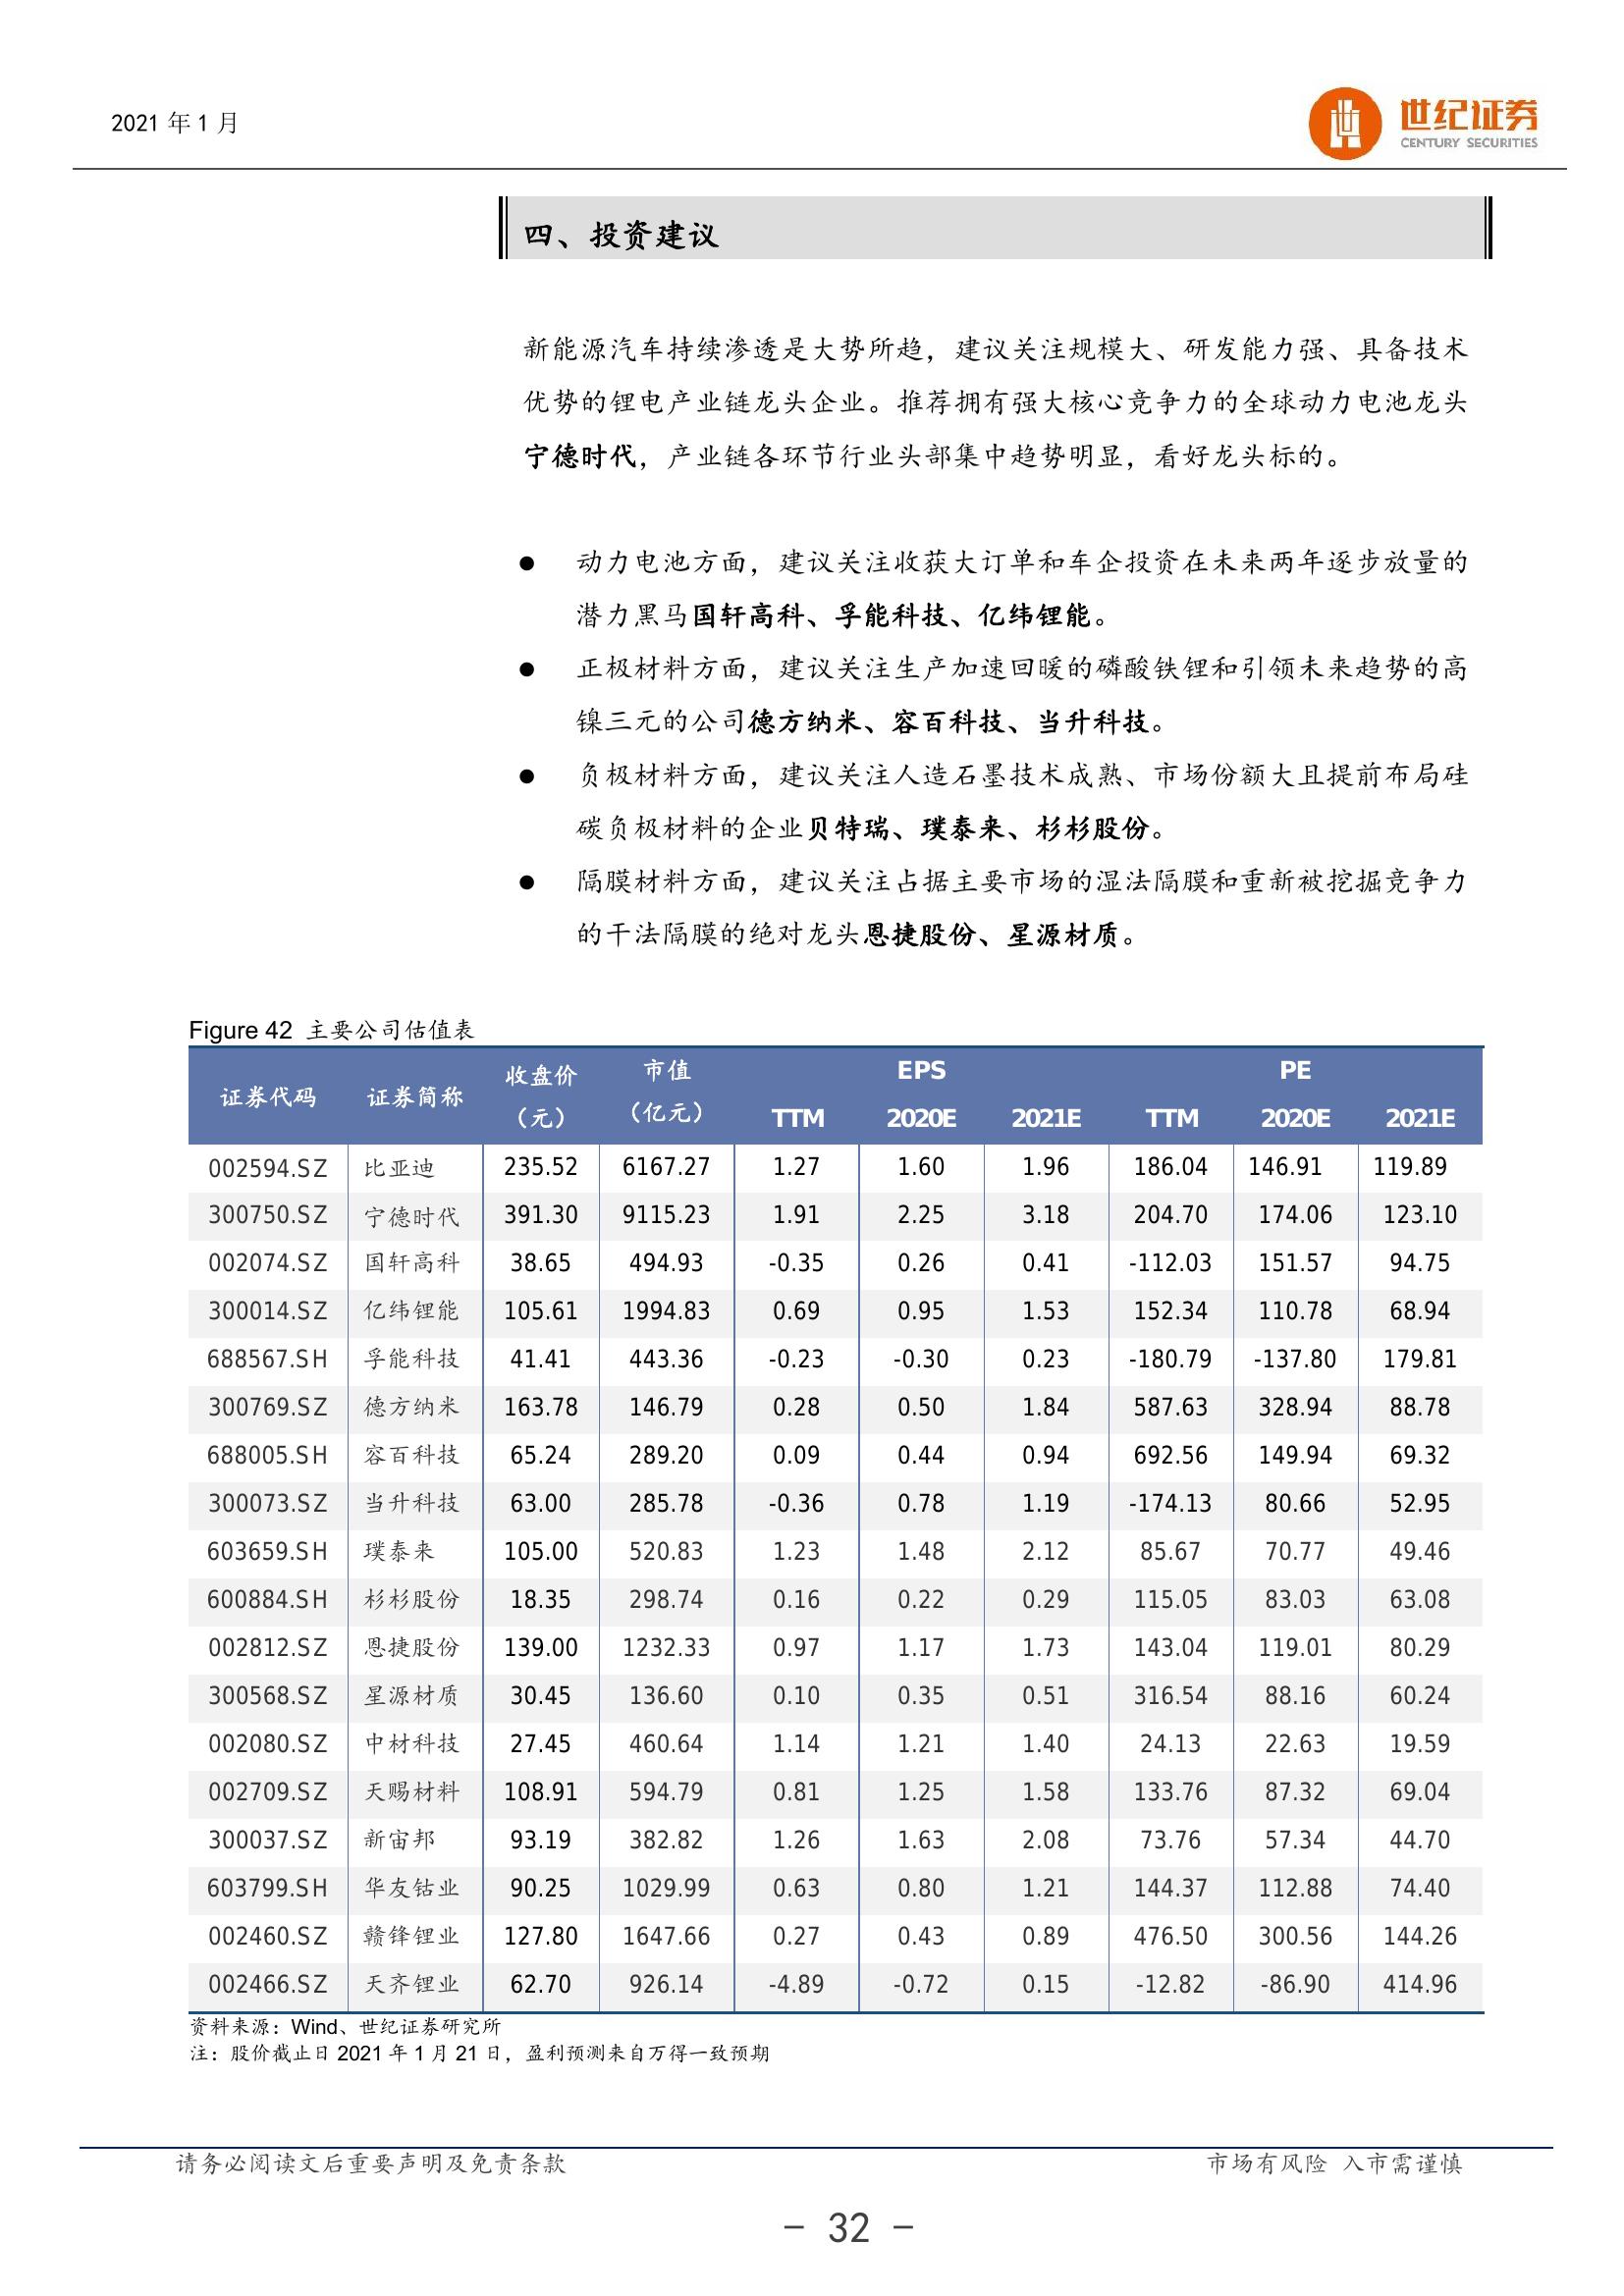 2021 年 1 月
世纪证券
CENTURY SECURITIES
四、投资建议
新能源汽车持续渗透是大势所趋，建议关注规模大、研发能力强、具备技术
优势的锂电产业链龙头企业。推荐拥有强大核心竞争力的全球动力电池龙头
宁德时代，产业链各环节行业头部集中趋势明显，看好龙头标的。
● 动力电池方面，建议关注收获大订单和车企投资在未来两年逐步放量的
潜力黑马国轩高科、孚能科技、亿纬锂能。
● 正极材料方面，建议关注生产加速回暖的磷酸铁锂和引领未来趋势的高
镍三元的公司德方纳米、容百科技、当升科技。
● 负极材料方面，建议关注人造石墨技术成熟、市场份额大且提前布局硅
碳负极材料的企业贝特瑞、璞泰来、杉杉股份。
● 隔膜材料方面，建议关注占据主要市场的湿法隔膜和重新被挖掘竞争力
的干法隔膜的绝对龙头恩捷股份、星源材质。
Figure 42 主要公司估值表
证券代码 证券简称 收盘价 市值 EPS PE
（元） （亿元） TTM 2020E 2021E TTM 2020E 2021E
002594.SZ 比亚迪 235.52 6167.27 1.27 1.60 1.96 186.04 146.91 119.89
300750.SZ 宁德时代 391.30 9115.23 1.91 2.25 3.18 204.70 174.06 123.10
002074.SZ 国轩高科 38.65 494.93 -0.35 0.26 0.41 -112.03 151.57 94.75
300014.SZ 亿纬锂能 105.61 1994.83 0.69 0.95 1.53 152.34 110.78 68.94
688567.SH 孚能科技 41.41 443.36 -0.23 -0.30 0.23 -180.79 -137.80 179.81
300769.SZ 德方纳米 163.78 146.79 0.28 0.50 1.84 587.63 328.94 88.78
688005.SH 容百科技 65.24 289.20 0.09 0.44 0.94 692.56 149.94 69.32
300073.SZ 当升科技 63.00 285.78 -0.36 0.78 1.19 -174.13 80.66 52.95
603659.SH 璞泰来 105.00 520.83 1.23 1.48 2.12 85.67 70.77 49.46
600884.SH 杉杉股份 18.35 298.74 0.16 0.22 0.29 115.05 83.03 63.08
002812.SZ 恩捷股份 139.00 1232.33 0.97 1.17 1.73 143.04 119.01 80.29
300568.SZ 星源材质 30.45 136.60 0.10 0.35 0.51 316.54 88.16 60.24
002080.SZ 中材科技 27.45 460.64 1.14 1.21 1.40 24.13 22.63 19.59
002709.SZ 天赐材料 108.91 594.79 0.81 1.25 1.58 133.76 87.32 69.04
300037.SZ 新宙邦 93.19 382.82 1.26 1.63 2.08 73.76 57.34 44.70
603799.SH 华友钴业 90.25 1029.99 0.63 0.80 1.21 144.37 112.88 74.40
002460.SZ 赣锋锂业 127.80 1647.66 0.27 0.43 0.89 476.50 300.56 144.26
002466.SZ 天齐锂业 62.70 926.14 -4.89 -0.72 0.15 -12.82 -86.90 414.96
资料来源：Wind、世纪证券研究所
注：股价截止日 2021 年 1 月 21 日，盈利预测来自万得一致预期
请务必阅读文后重要声明及免责条款 市场有风险 入市需谨慎
- 32 -